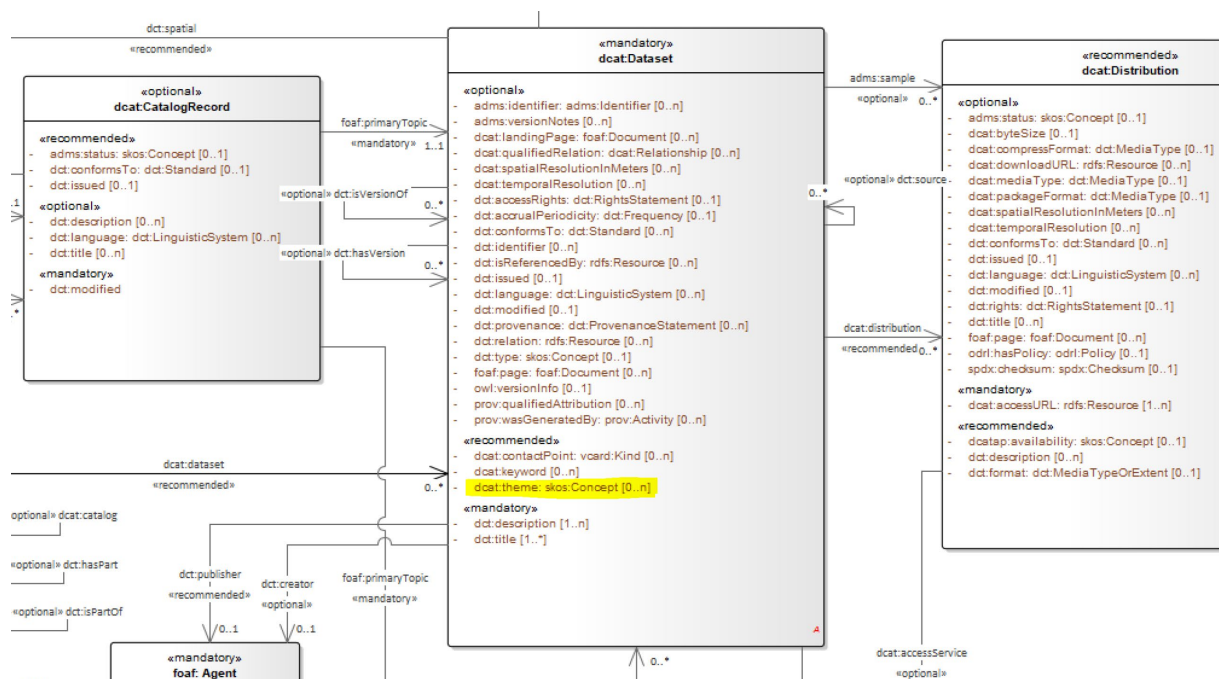 dct:spatial
«recommended»
«optional»
dcat:CatalogRecord
«recommended»
- adms:status: skos:Concept [0..1]
- dct:conformsTo: dct:Standard [0..1]
- dct:issued [0..1]
«optional»
- dct:description [0..n]
- dct:language: dct:LinguisticSystem [0..n]
- dct:title [0..n]
«mandatory»
- dct:modified
.1
*
foaf:primaryTopic
«mandatory» 1..1
«optional» dct:isVersionOf
0..*
«optional» dct:hasVersion
0..*
dcat:dataset
«recommended»
0..*
optional» dcat:catalog
«optional» dct:hasPart
«optional» dct:isPartOf
dct:publisher
«recommended»
0..1
dct:creator
«optional»
0..1
foaf:primaryTopic
«mandatory»
«mandatory»
foaf: Agent
«mandatory»
dcat:Dataset
«optional»
- adms:identifier: adms:Identifier [0..n]
- adms:versionNotes [0..n]
- dcat:landingPage: foaf:Document [0..n]
- dcat:qualifiedRelation: dcat:Relationship [0..n]
- dcat:spatialResolutionInMeters [0..n]
- dcat:temporalResolution [0..n]
- dct:accessRights: dct:RightsStatement [0..1]
- dct:accrualPeriodicity: dct:Frequency [0..1]
- dct:conformsTo: dct:Standard [0..n]
- dct:identifier [0..n]
- dct:isReferencedBy: rdfs:Resource [0..n]
- dct:issued [0..1]
- dct:language: dct:LinguisticSystem [0..n]
- dct:modified [0..1]
- dct:provenance: dct:ProvenanceStatement [0..n]
- dct:relation: rdfs:Resource [0..n]
- dct:type: skos:Concept [0..1]
- foaf:page: foaf:Document [0..n]
- owl:versionInfo [0..1]
- prov:qualifiedAttribution [0..n]
- prov:wasGeneratedBy: prov:Activity [0..n]
«recommended»
- dcat:contactPoint: vcard:Kind [0..n]
- dcat:keyword [0..n]
- dcat:theme: skos:Concept [0..n]
«mandatory»
- dct:description [1..n]
- dct:title [1..*]
A
0..*
adms:sample
«optional» 0..*
«optional» dct:source
0..*
dcat:distribution
«recommended 0..*
dcat:accessService
«optional»
«recommended»
dcat:Distribution
«optional»
- adms:status: skos:Concept [0..1]
- dcat:byteSize [0..1]
- dcat:compressFormat: dct:MediaType [0..1]
- dcat:downloadURL: rdfs:Resource [0..n]
- dcat:mediaType: dct:MediaType [0..1]
- dcat:packageFormat: dct:MediaType [0..1]
- dcat:spatialResolutionInMeters [0..n]
- dcat:temporalResolution [0..n]
- dct:conformsTo: dct:Standard [0..n]
- dct:issued [0..1]
- dct:language: dct:LinguisticSystem [0..n]
- dct:modified [0..1]
- dct:rights: dct:RightsStatement [0..1]
- dct:title [0..n]
- foaf:page: foaf:Document [0..n]
- odrl:hasPolicy: odrl:Policy [0..1]
- spdx:checksum: spdx:Checksum [0..1]
«mandatory»
- dcat:accessURL: rdfs:Resource [1..n]
«recommended»
- dcatap:availability: skos:Concept [0..1]
- dct:description [0..n]
- dct:format: dct:MediaTypeOrExtent [0..1]